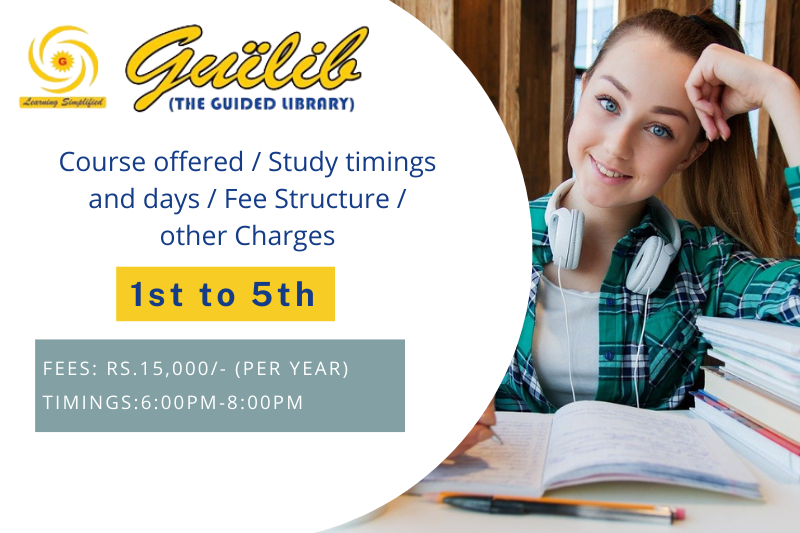 G
Learning Simplified
Guïlib
(THE GUIDED LIBRARY)
Course offered / Study timings
and days / Fee Structure /
other Charges
1st to 5th
FEES: RS.15,000/- (PER YEAR)
TIMINGS:6:00PM-8:00PM